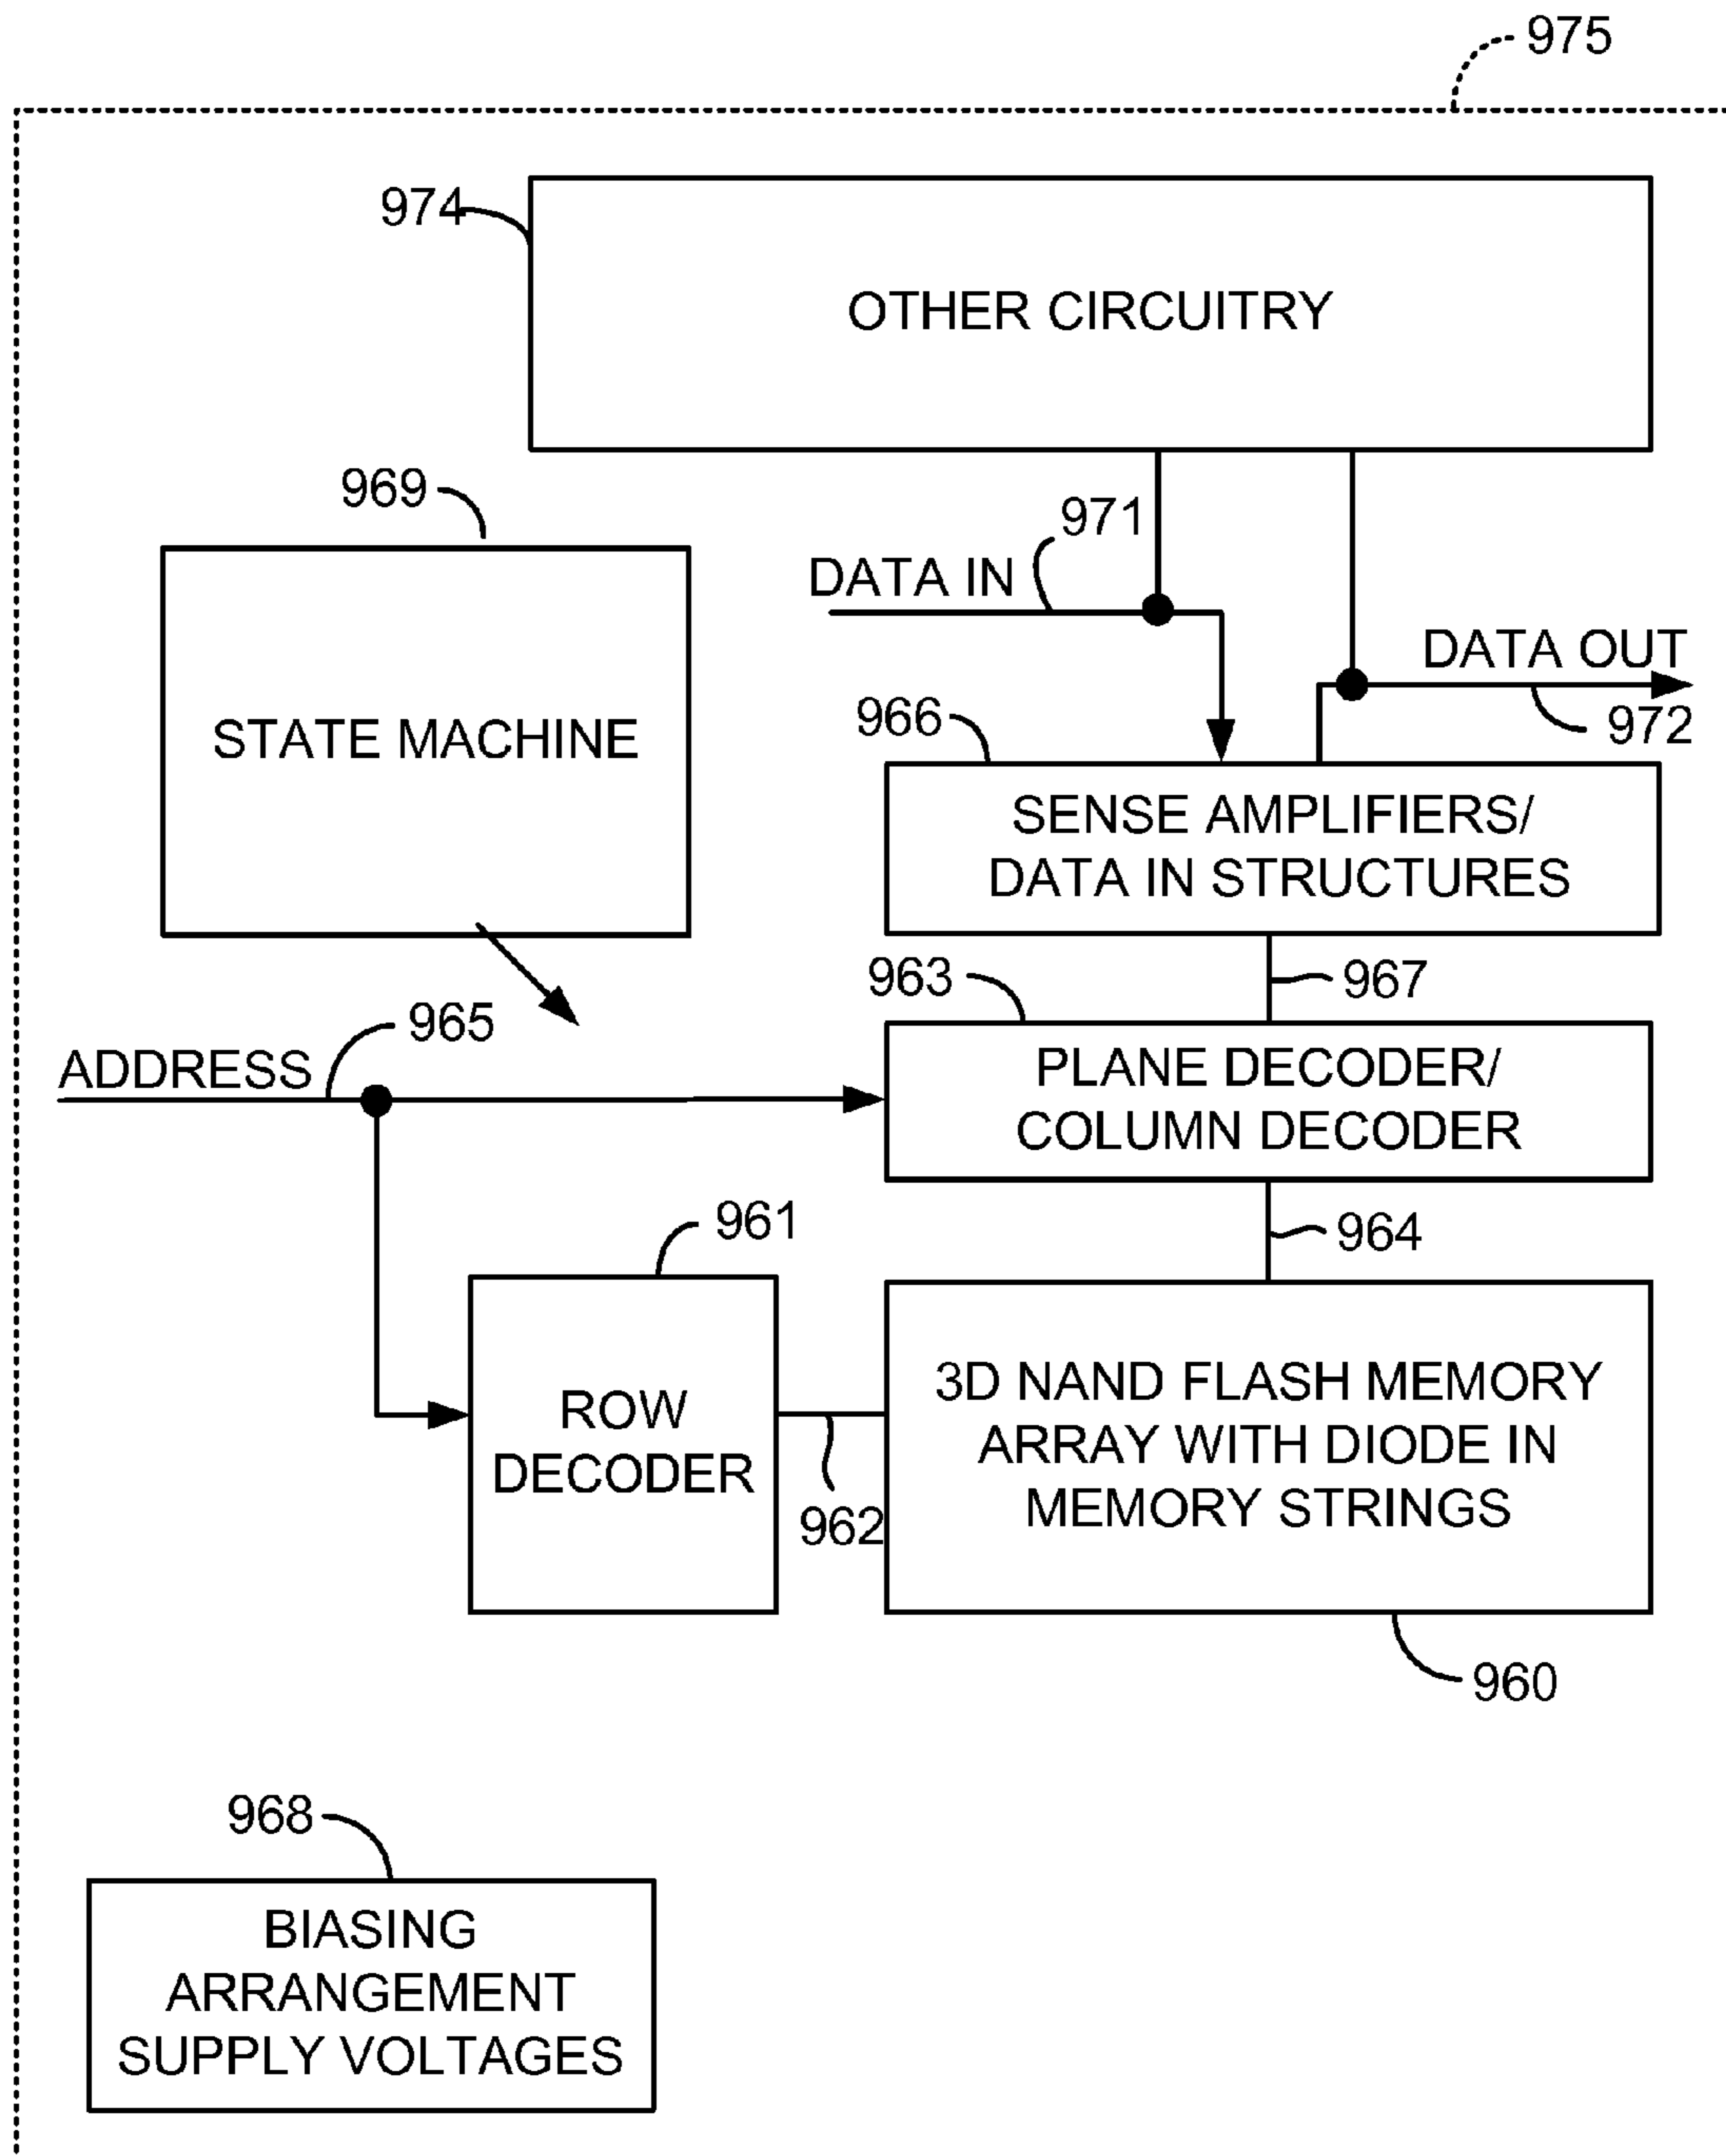 975
974
OTHER CIRCUITRY
969
971
DATA IN
STATE MACHINE
DATA OUT
972
966
SENSE AMPLIFIERS/
DATA IN STRUCTURES
963
967
965
ADDRESS
PLANE DECODER/
COLUMN DECODER
961
964
ROW
DECODER
962
3D NAND FLASH MEMORY
ARRAY WITH DIODE IN
MEMORY STRINGS
960
968
BIASING
ARRANGEMENT
SUPPLY VOLTAGES